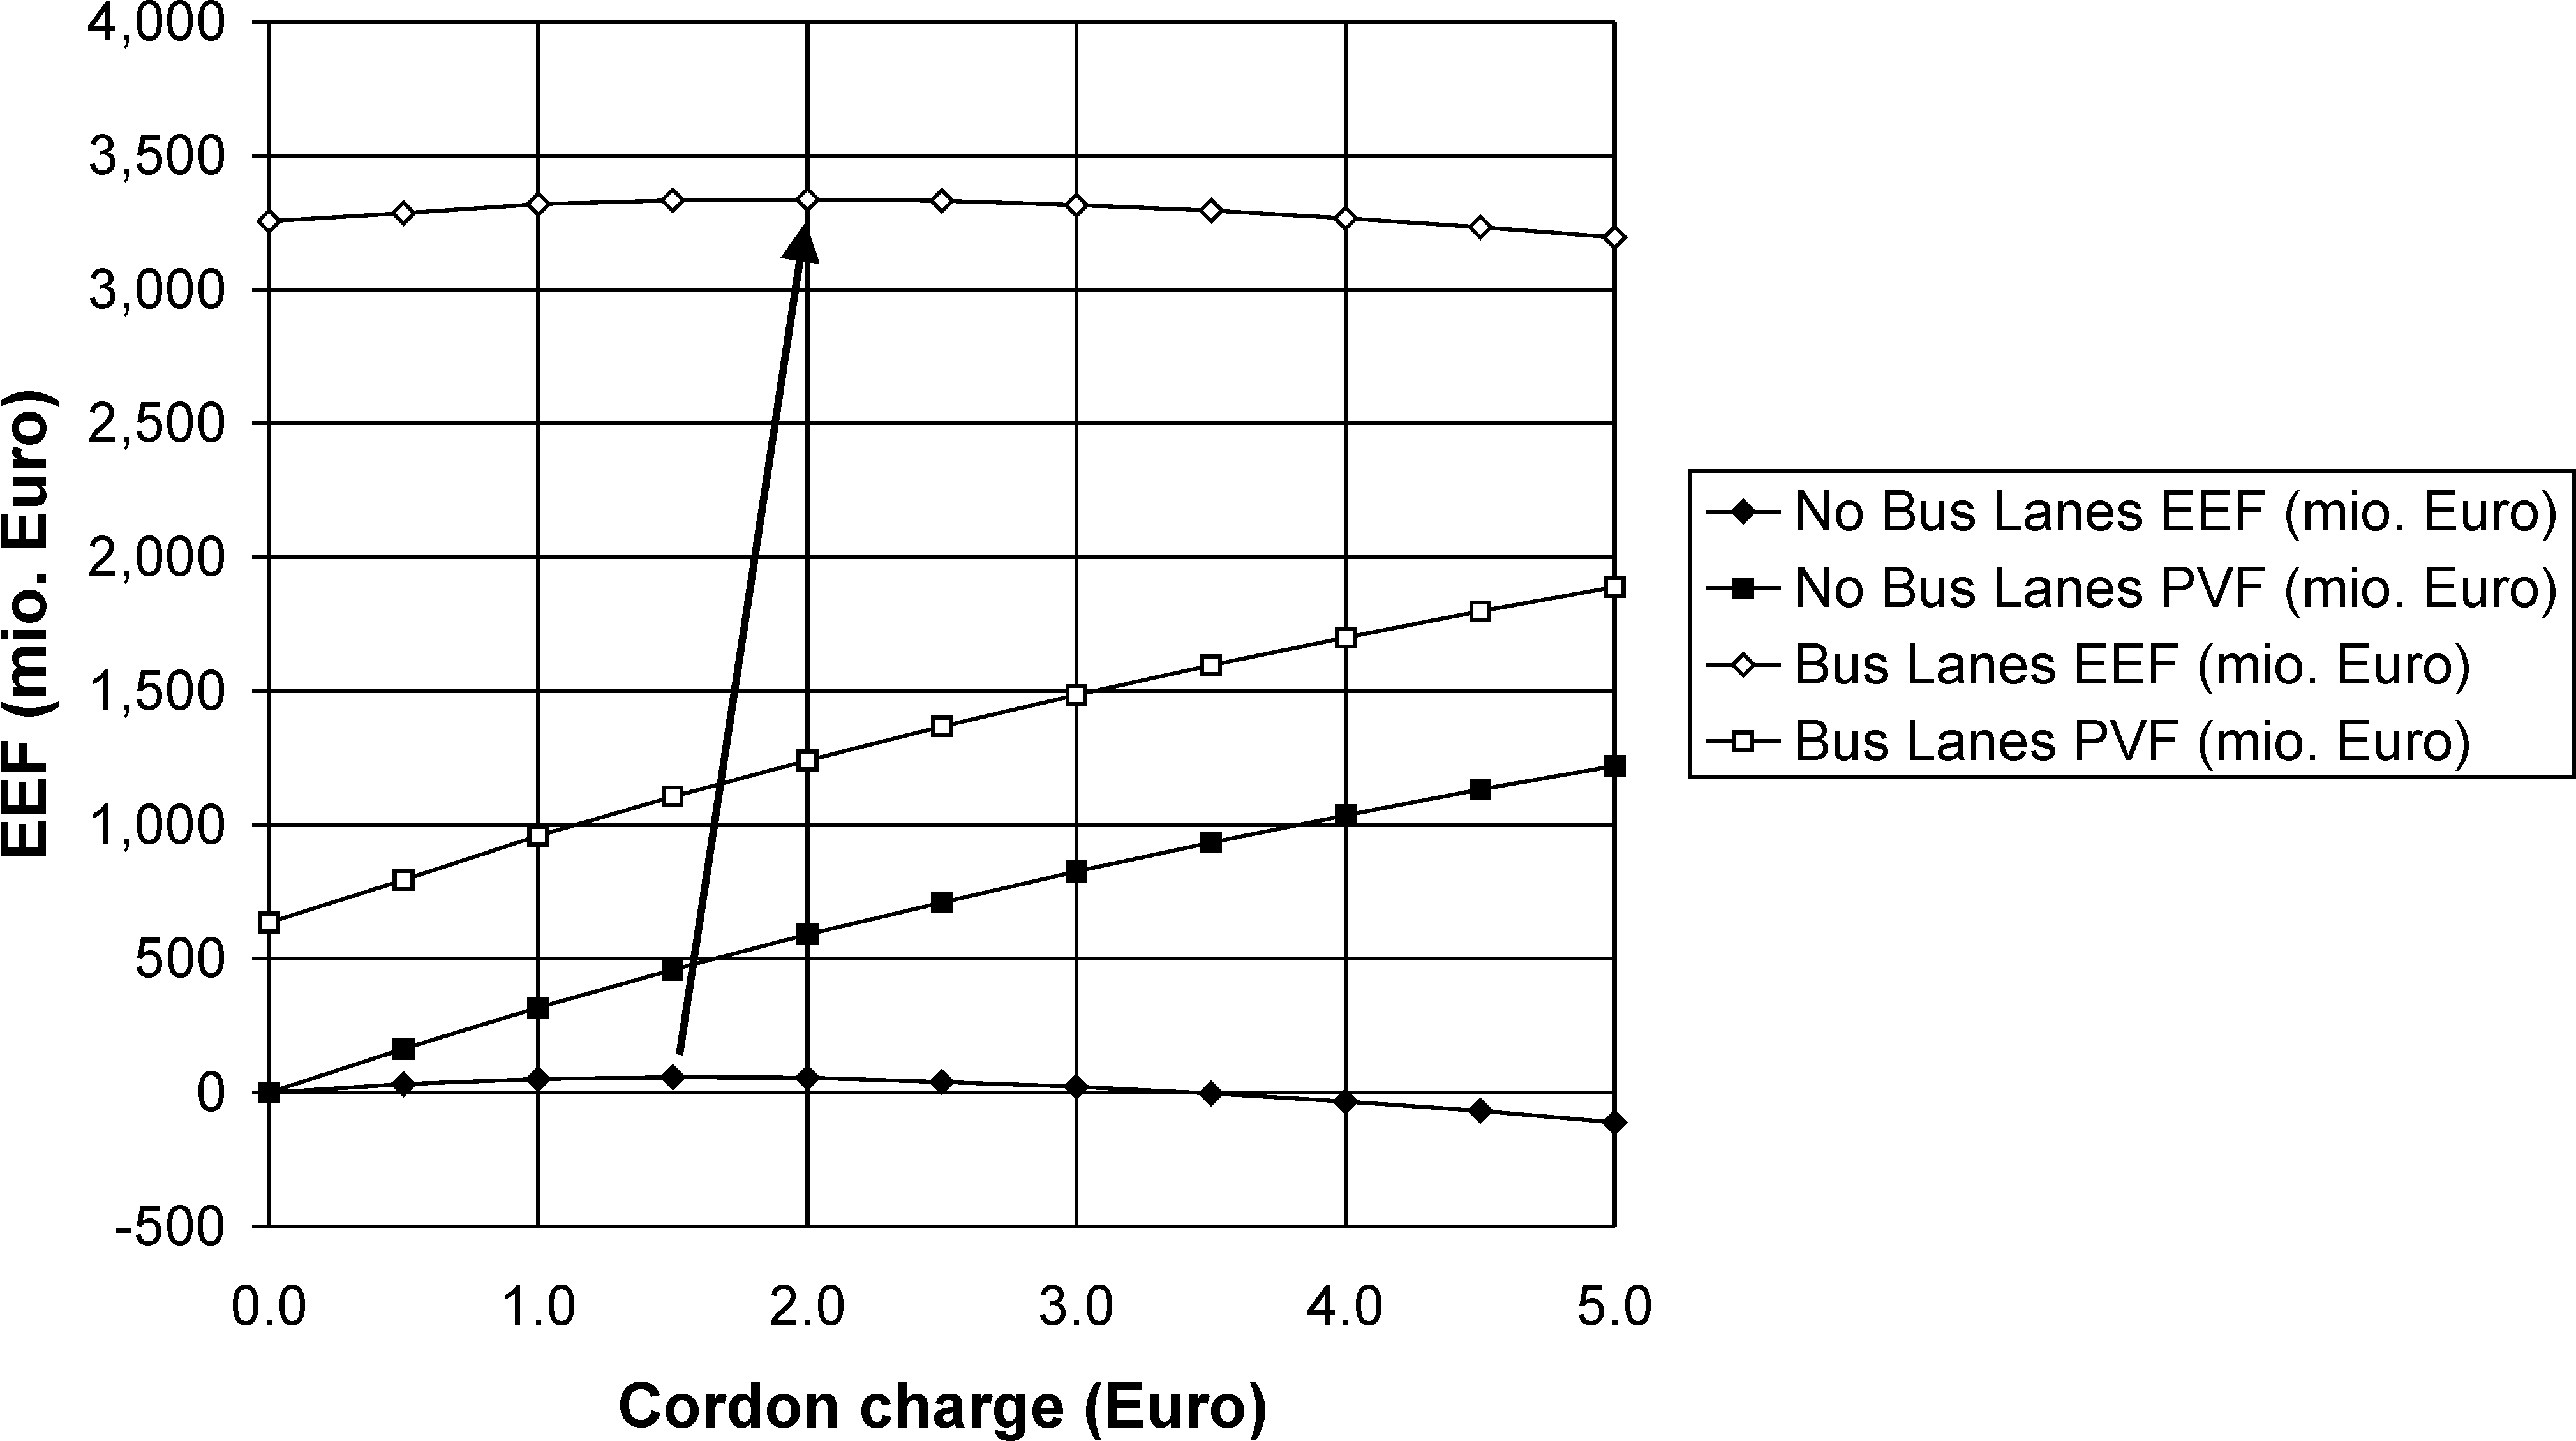 4,000
3,500
3,000
2,500
2,000
1,500
1,000
500
0
-500
EEF (mio. Euro)
0.0 1.0 2.0 3.0 4.0 5.0
Cordon charge (Euro)
No Bus Lanes EEF (mio. Euro)
No Bus Lanes PVF (mio. Euro)
Bus Lanes EEF (mio. Euro)
Bus Lanes PVF (mio. Euro)